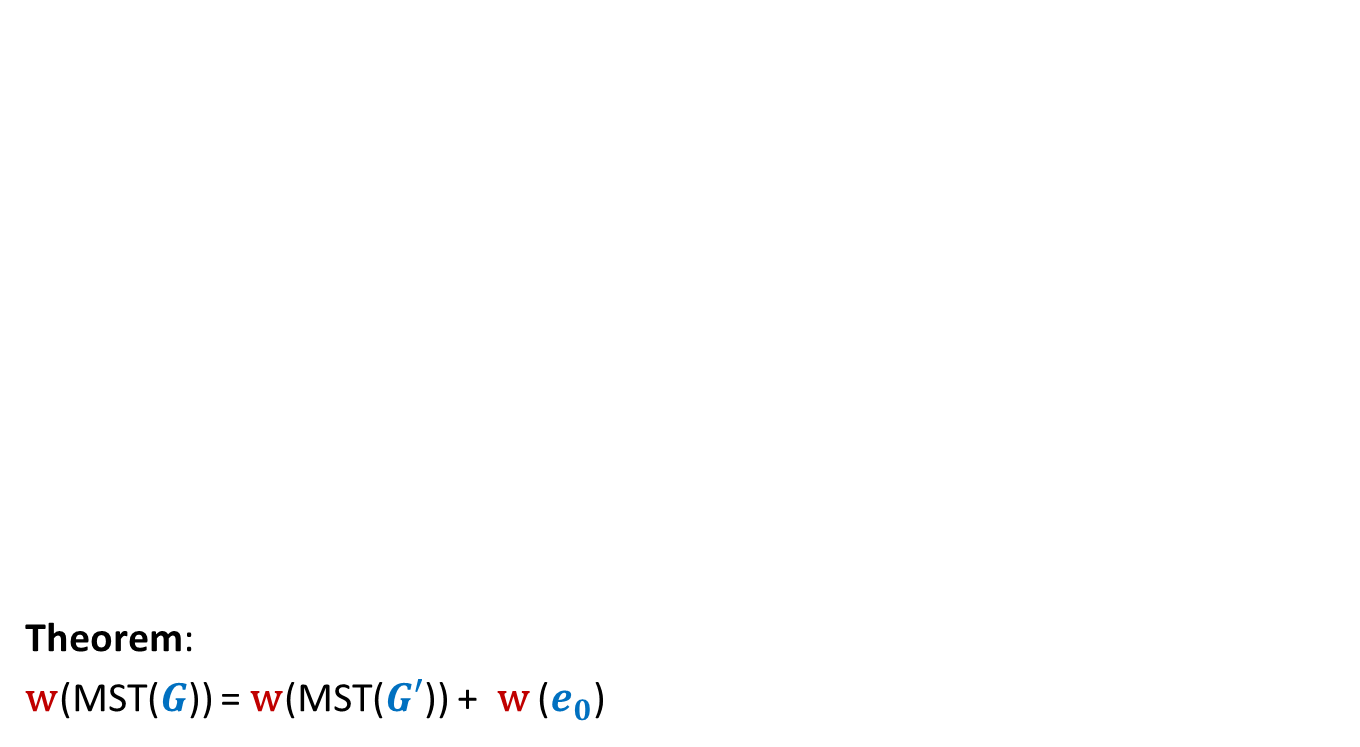 Theorem:
w(MST(G)) = w(MST(G′)) + w (e₀)